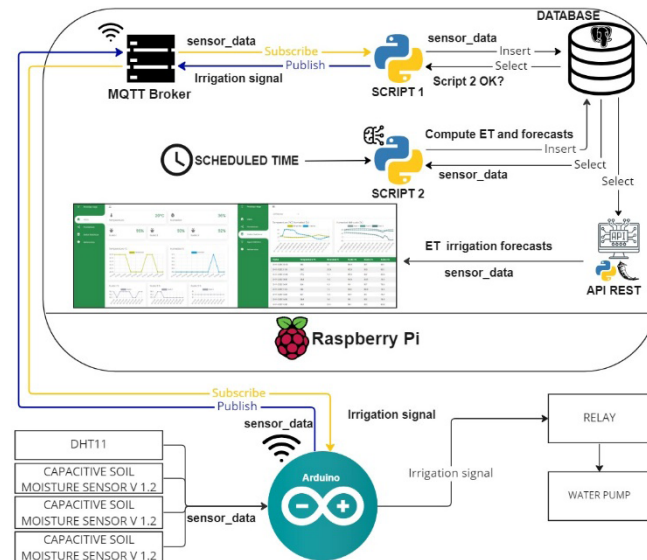 DATABASE
sensor_data
Subscribe
sensor_data
Insert
Publish
Select
Irrigation signal
MQTT Broker
SCRIPT 1
Script 2 OK?
Compute ET and forecasts
Insert
SCHEDULED TIME
sensor_data
Select
SCRIPT 2
Select
API
ET irrigation forecasts
sensor_data
API REST
Raspberry Pi
Subscribe
Publish
Irrigation signal
sensor_data
RELAY
DHT11
Arduino
Irrigation signal
CAPACITIVE SOIL
MOISTURE SENSOR V 1.2
CAPACITIVE SOIL
MOISTURE SENSOR V 1.2
sensor_data
WATER PUMP
CAPACITIVE SOIL
MOISTURE SENSOR V 1.2